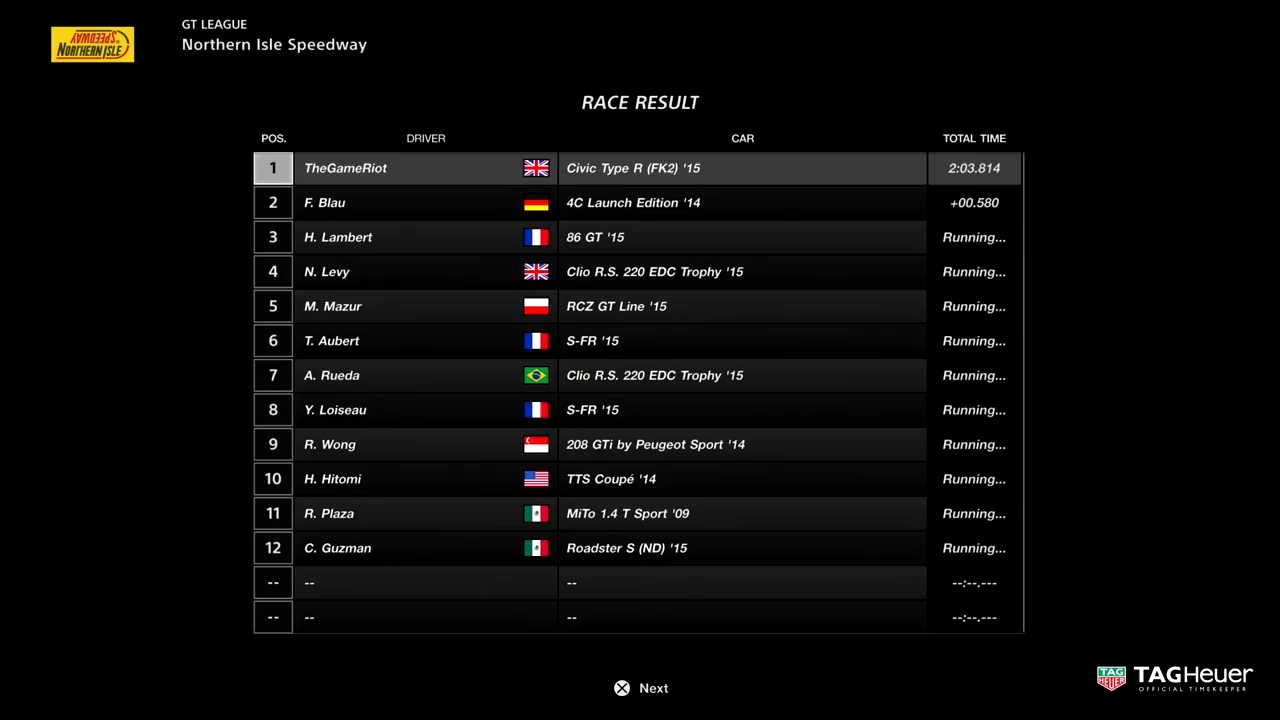 GT LEAGUE
Northern Isle Speedway
SPEEDWAY
NORTHERN ISLE
RACE RESULT
POS. DRIVER CAR TOTAL TIME
1 TheGameRiot Civic Type R (FK2) '15 2:03.814
2 F. Blau 4C Launch Edition '14 +00.580
3 H. Lambert 86 GT '15 Running...
4 N. Levy Clio R.S. 220 EDC Trophy '15 Running...
5 M. Mazur RCZ GT Line '15 Running...
6 T. Aubert S-FR '15 Running...
7 A. Rueda Clio R.S. 220 EDC Trophy '15 Running...
8 Y. Loiseau S-FR '15 Running...
9 R. Wong 208 GTi by Peugeot Sport '14 Running...
10 H. Hitomi TTS Coupé '14 Running...
11 R. Plaza MiTo 1.4 T Sport '09 Running...
12 C. Guzman Roadster S (ND) '15 Running...
-- -- -- --:--.---
-- -- -- --:--.---
Next
TAG HEUER TAGHeuer
OFFICIAL TIMEKEEPER